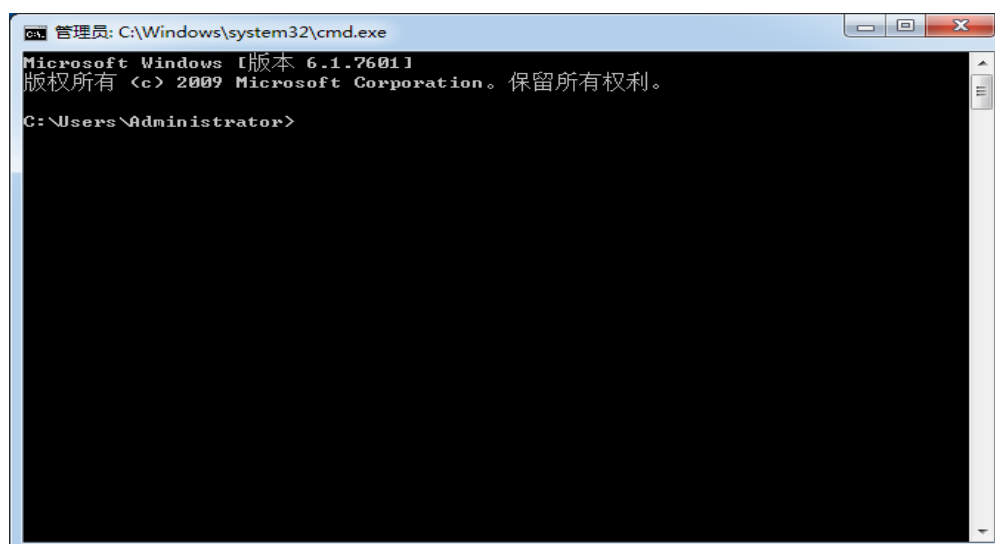 管理员: C:\Windows\system32\cmd.exe
Microsoft Windows [版本 6.1.7601]
版权所有 (c) 2009 Microsoft Corporation。保留所有权利。
C:\Users\Administrator>